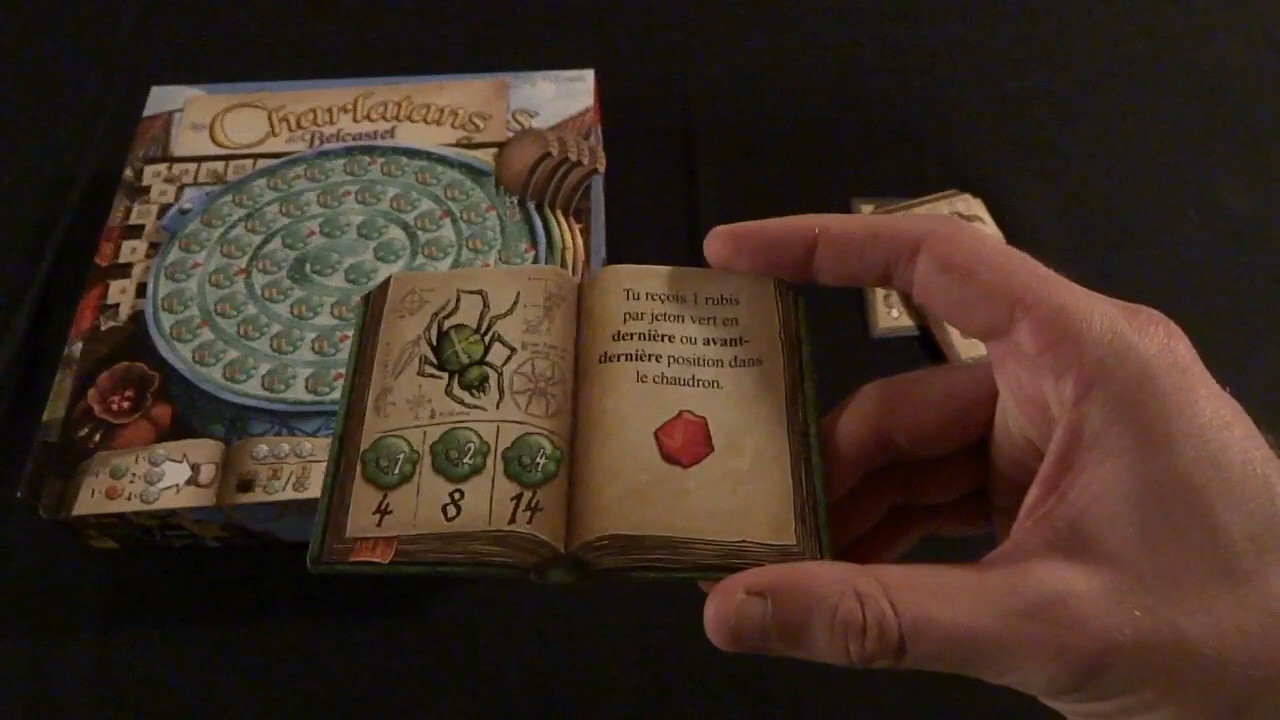 Charlatans
de Belcastel
Tu reçois 1 rubis
par jeton vert en
dernière ou avant-
dernière position dans
le chaudron.
1 2 4
4 8 14